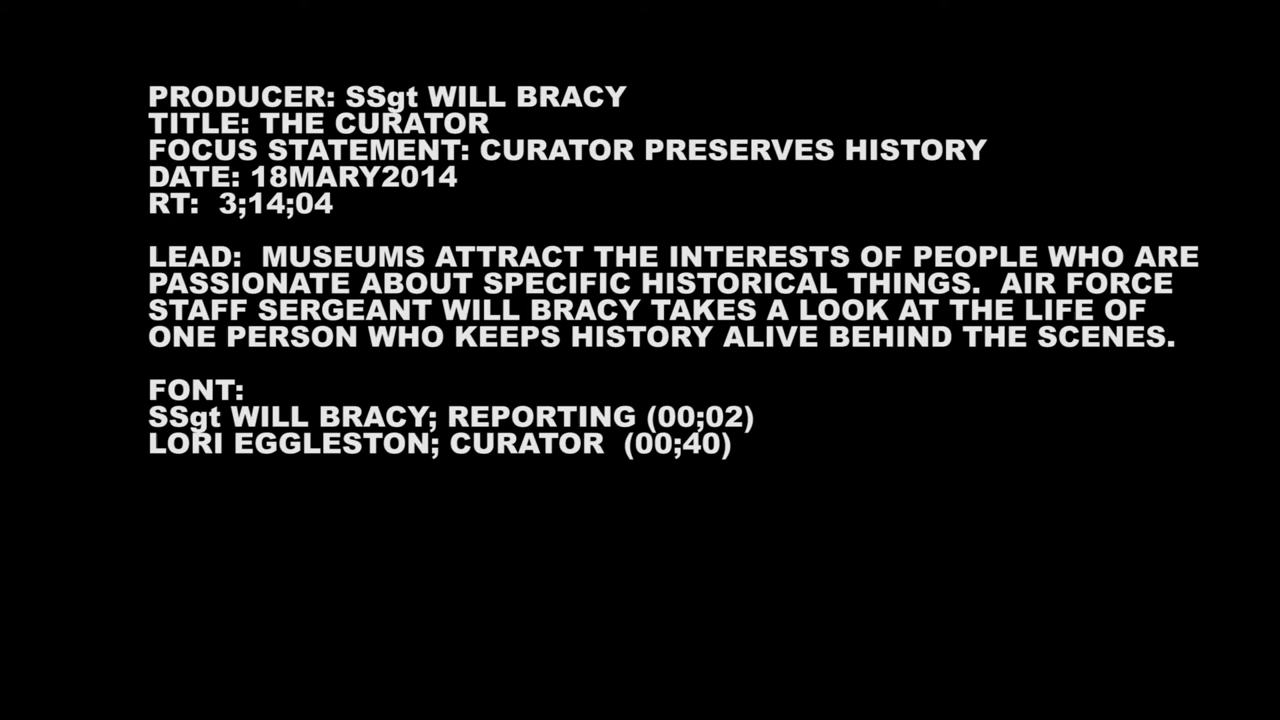 PRODUCER: SSgt WILL BRACY
TITLE: THE CURATOR
FOCUS STATEMENT: CURATOR PRESERVES HISTORY
DATE: 18MARY2014
RT:  3;14;04
LEAD:  MUSEUMS ATTRACT THE INTERESTS OF PEOPLE WHO ARE
PASSIONATE ABOUT SPECIFIC HISTORICAL THINGS.  AIR FORCE
STAFF SERGEANT WILL BRACY TAKES A LOOK AT THE LIFE OF
ONE PERSON WHO KEEPS HISTORY ALIVE BEHIND THE SCENES.
FONT:
SSgt WILL BRACY; REPORTING (00;02)
LORI EGGLESTON; CURATOR  (00;40)